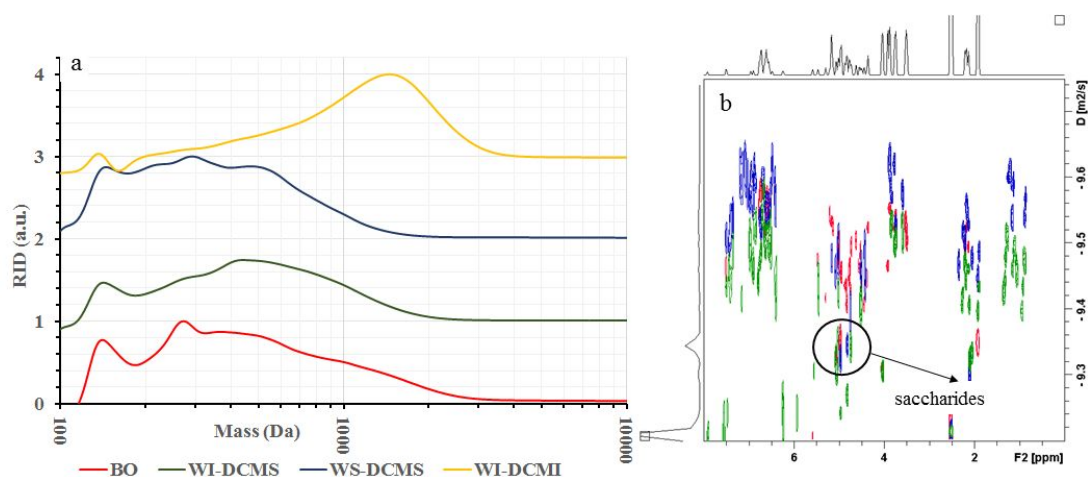 a
4
3
2
1
0
RID (a.u.)
100
1000
10000
Mass (Da)
BO WI-DCMS WS-DCMS WI-DCMI
b
D [m2/s]
- 9.6
- 9.5
- 9.4
- 9.3
saccharides
6 4 2 F2 [ppm]